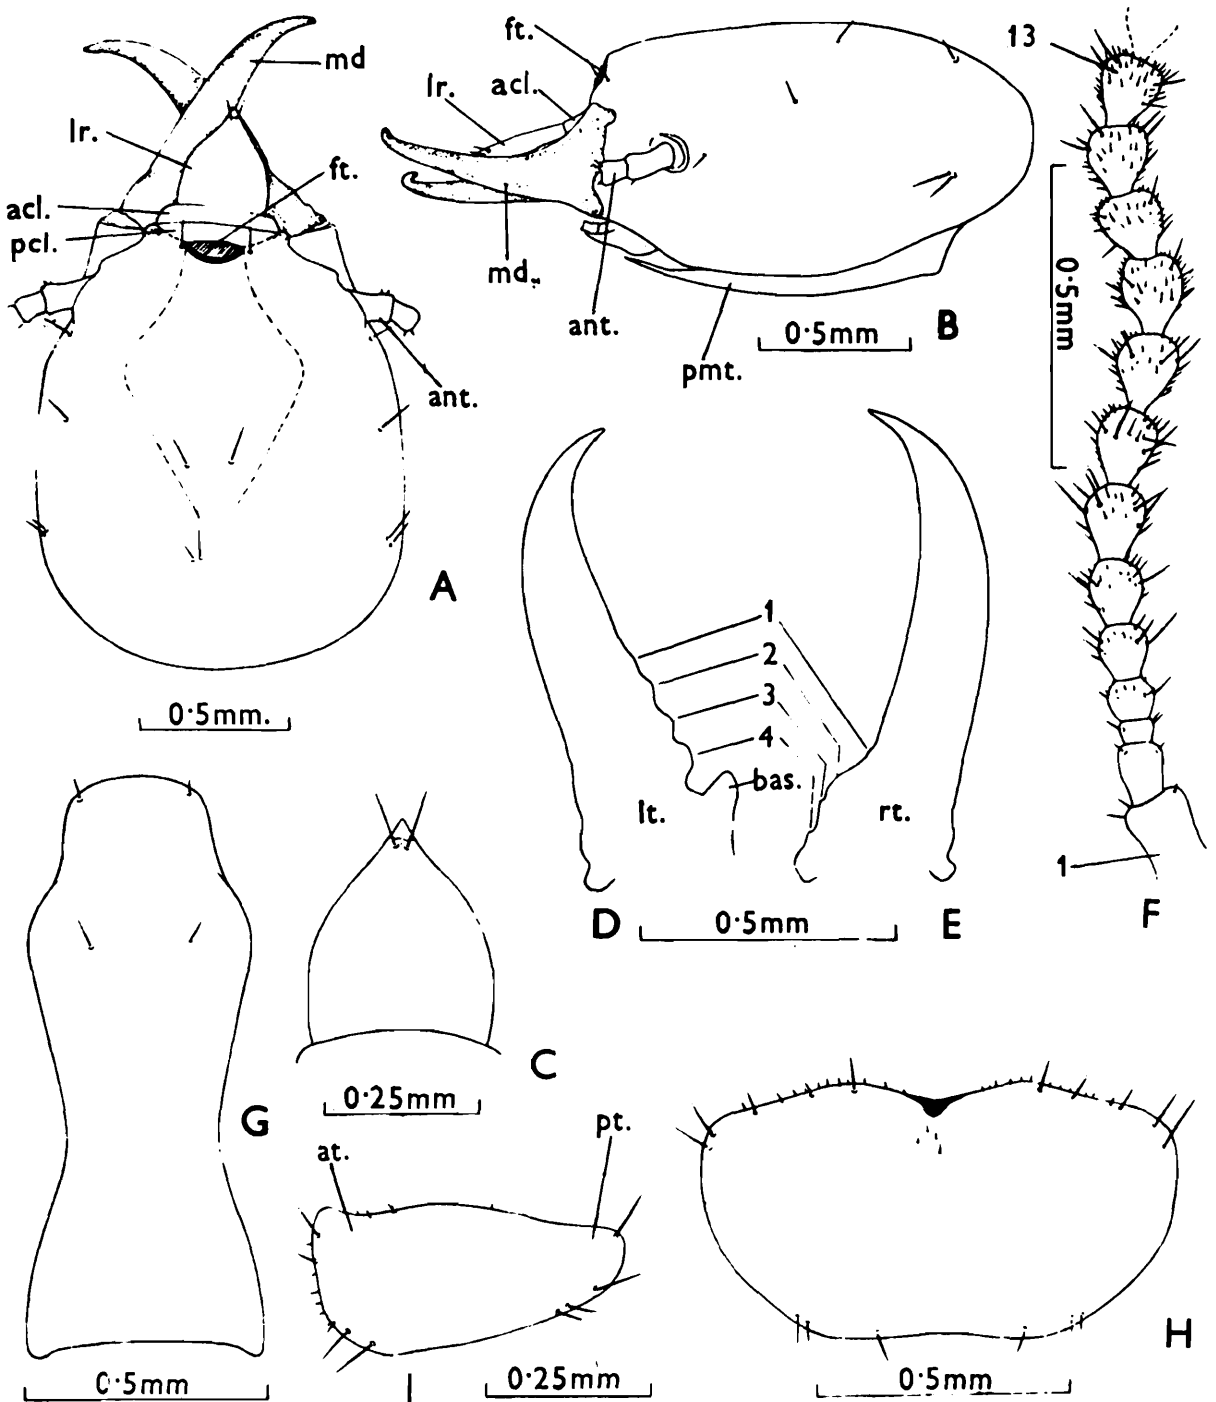 md
lr.
ft.
acl.
pcl.
ant.
A
0·5mm.
ft.
acl.
lr.
md.
ant.
pmt.
0·5mm
B
13
0·5mm
1
F
1
2
3
4
bas.
lt.
rt.
D
0·5mm
E
G
0·5mm
C
0·25mm
at.
pt.
I
0·25mm
H
0·5mm